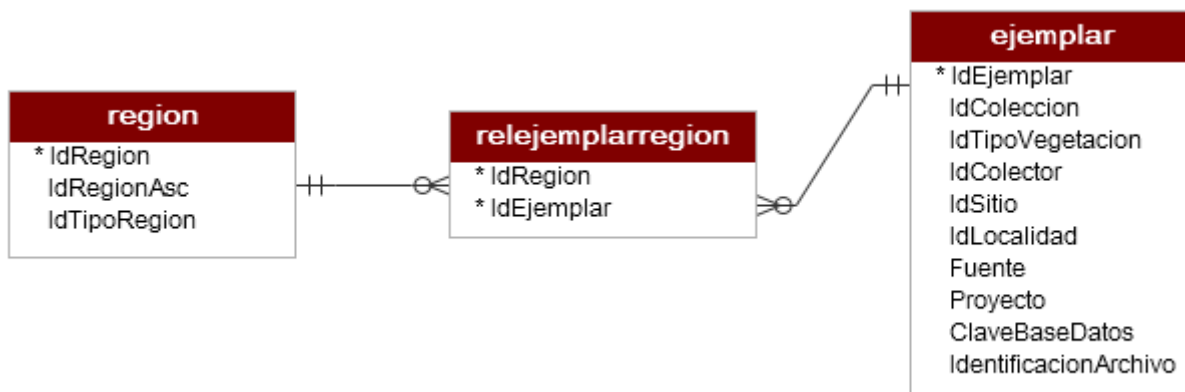 region
* IdRegion
IdRegionAsc
IdTipoRegion
relejemplarregion
* IdRegion
* IdEjemplar
ejemplar
* IdEjemplar
IdColeccion
IdTipoVegetacion
IdColector
IdSitio
IdLocalidad
Fuente
Proyecto
ClaveBaseDatos
IdentificacionArchivo